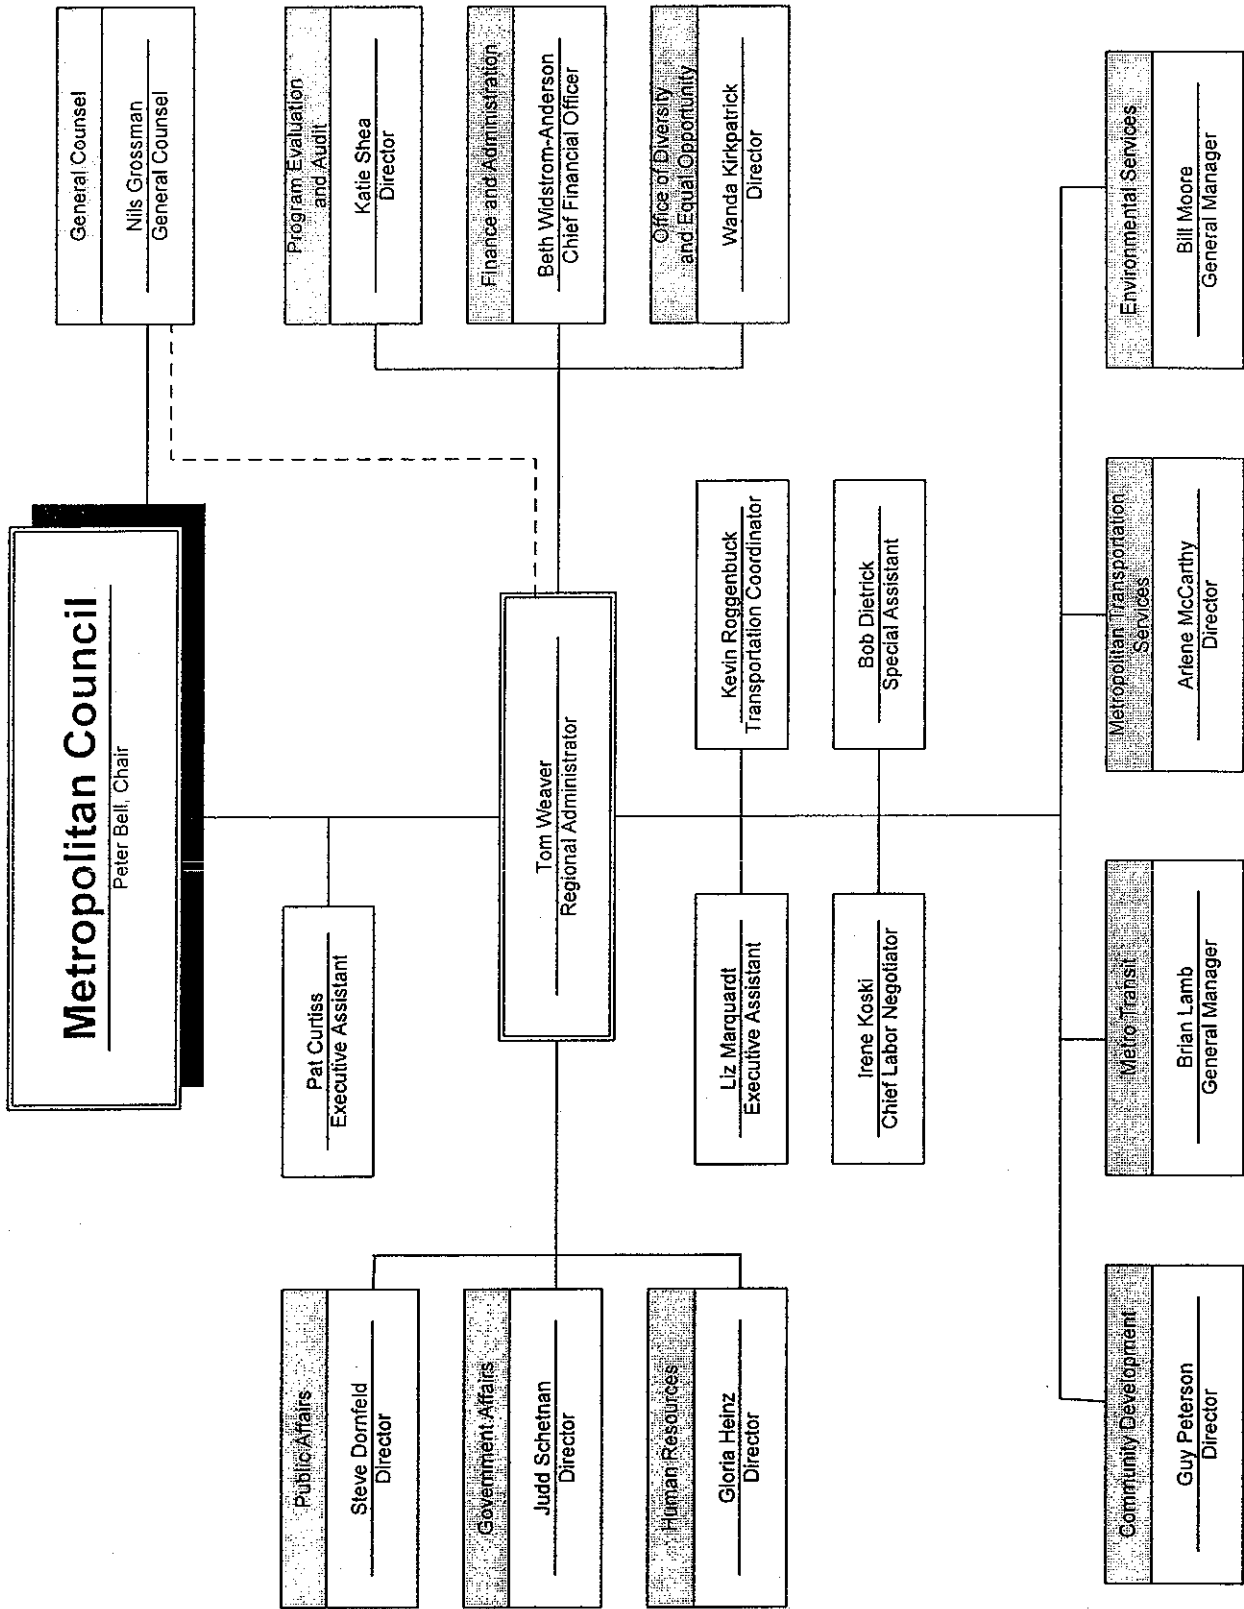 Metropolitan Council
Peter Bell, Chair
General Counsel
Nils Grossman
General Counsel
Pat Curtiss
Executive Assistant
Public Affairs
Steve Dornfeld
Director
Government Affairs
Judd Schetnan
Director
Human Resources
Gloria Heinz
Director
Tom Weaver
Regional Administrator
Program Evaluation
and Audit
Katie Shea
Director
Finance and Administration
Beth Widstrom-Anderson
Chief Financial Officer
Office of Diversity
and Equal Opportunity
Wanda Kirkpatrick
Director
Liz Marquardt
Executive Assistant
Kevin Roggenbuck
Transportation Coordinator
Irene Koski
Chief Labor Negotiator
Bob Dietrick
Special Assistant
Community Development
Guy Peterson
Director
Metro Transit
Brian Lamb
General Manager
Metropolitan Transportation
Services
Arlene McCarthy
Director
Environmental Services
Bill Moore
General Manager